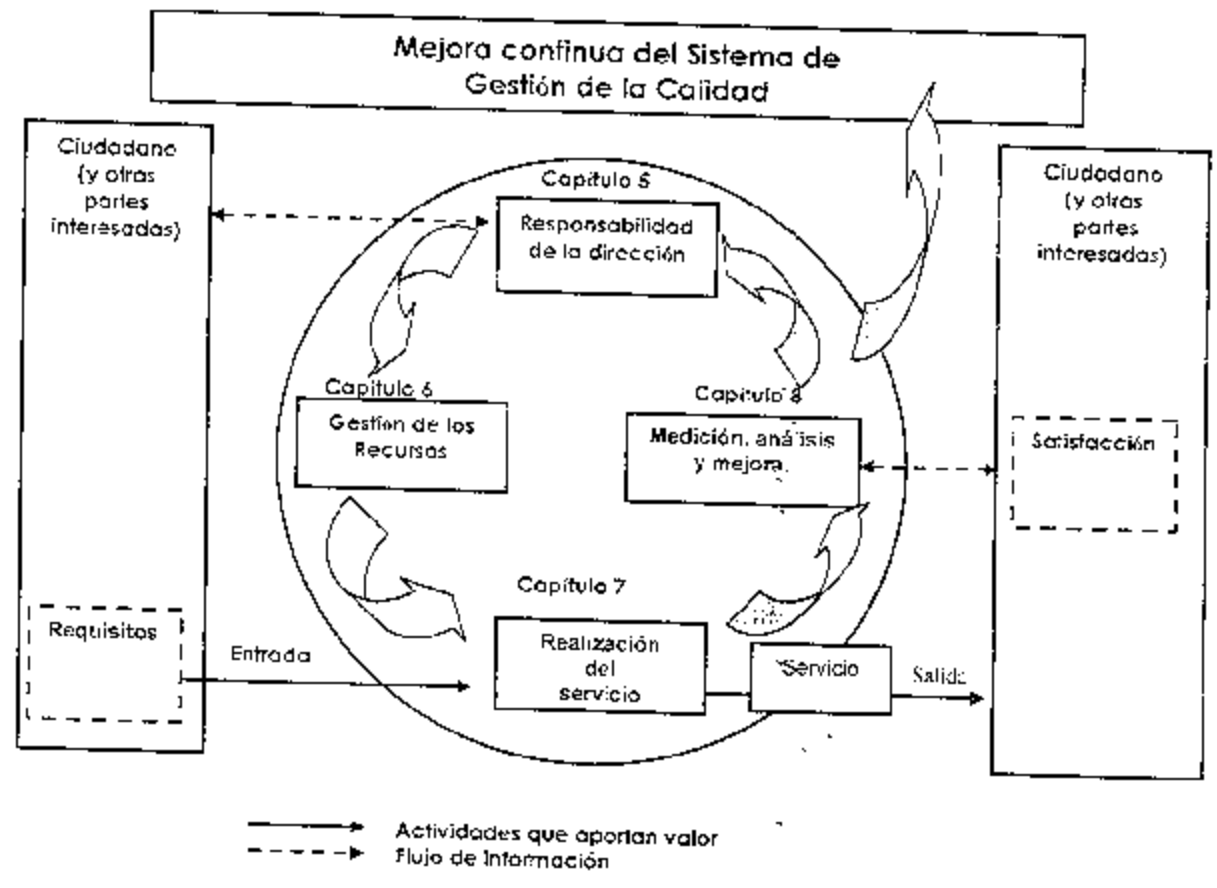 Mejora continua del Sistema de
Gestión de la Calidad
Ciudadano
(y otras
partes
interesadas)
Ciudadano
(y otras
partes
interesadas)
Capítulo 5
Responsabilidad
de la dirección
Capítulo 6
Gestión de los
Recursos
Capítulo 8
Medición, análisis
y mejora.
Satisfacción
Capítulo 7
Requisitos
Entrada
Realización
del
servicio
Servicio
Salida
Actividades que aportan valor
Flujo de Información